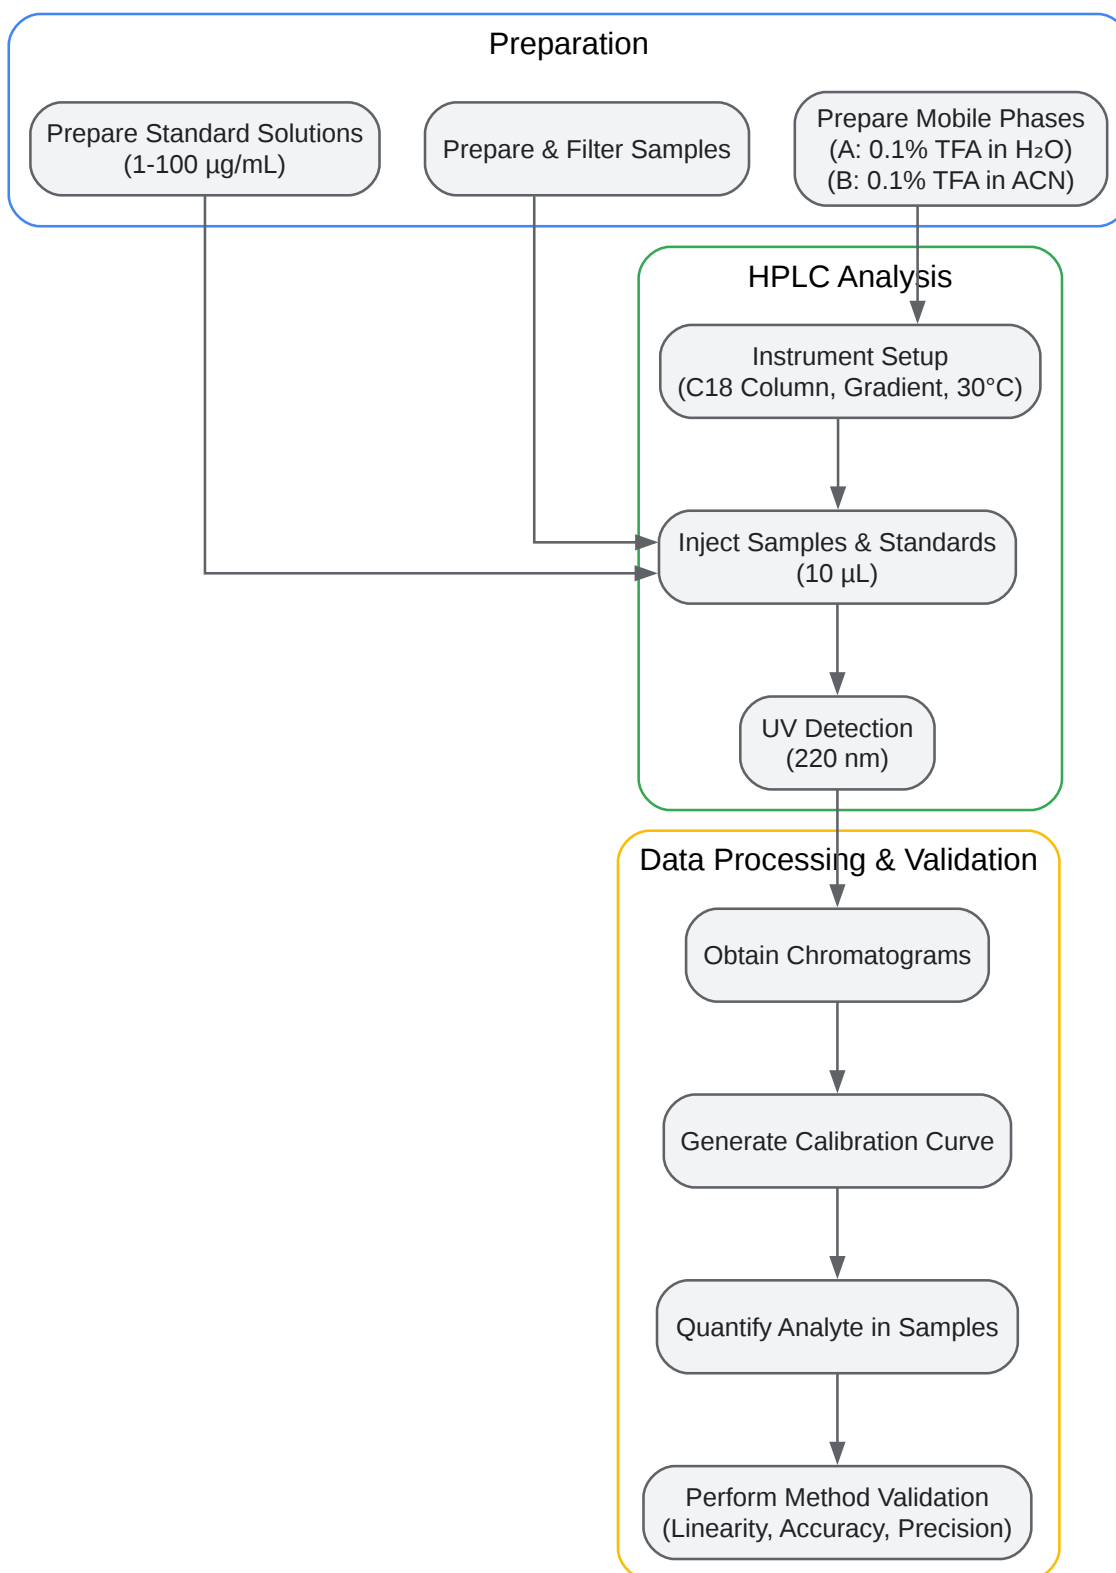 Preparation
Prepare Standard Solutions
(1-100 µg/mL)
Prepare & Filter Samples
Prepare Mobile Phases
(A: 0.1% TFA in H₂O)
(B: 0.1% TFA in ACN)
HPLC Analysis
Instrument Setup
(C18 Column, Gradient, 30°C)
Inject Samples & Standards
(10 µL)
UV Detection
(220 nm)
Data Processing & Validation
Obtain Chromatograms
Generate Calibration Curve
Quantify Analyte in Samples
Perform Method Validation
(Linearity, Accuracy, Precision)